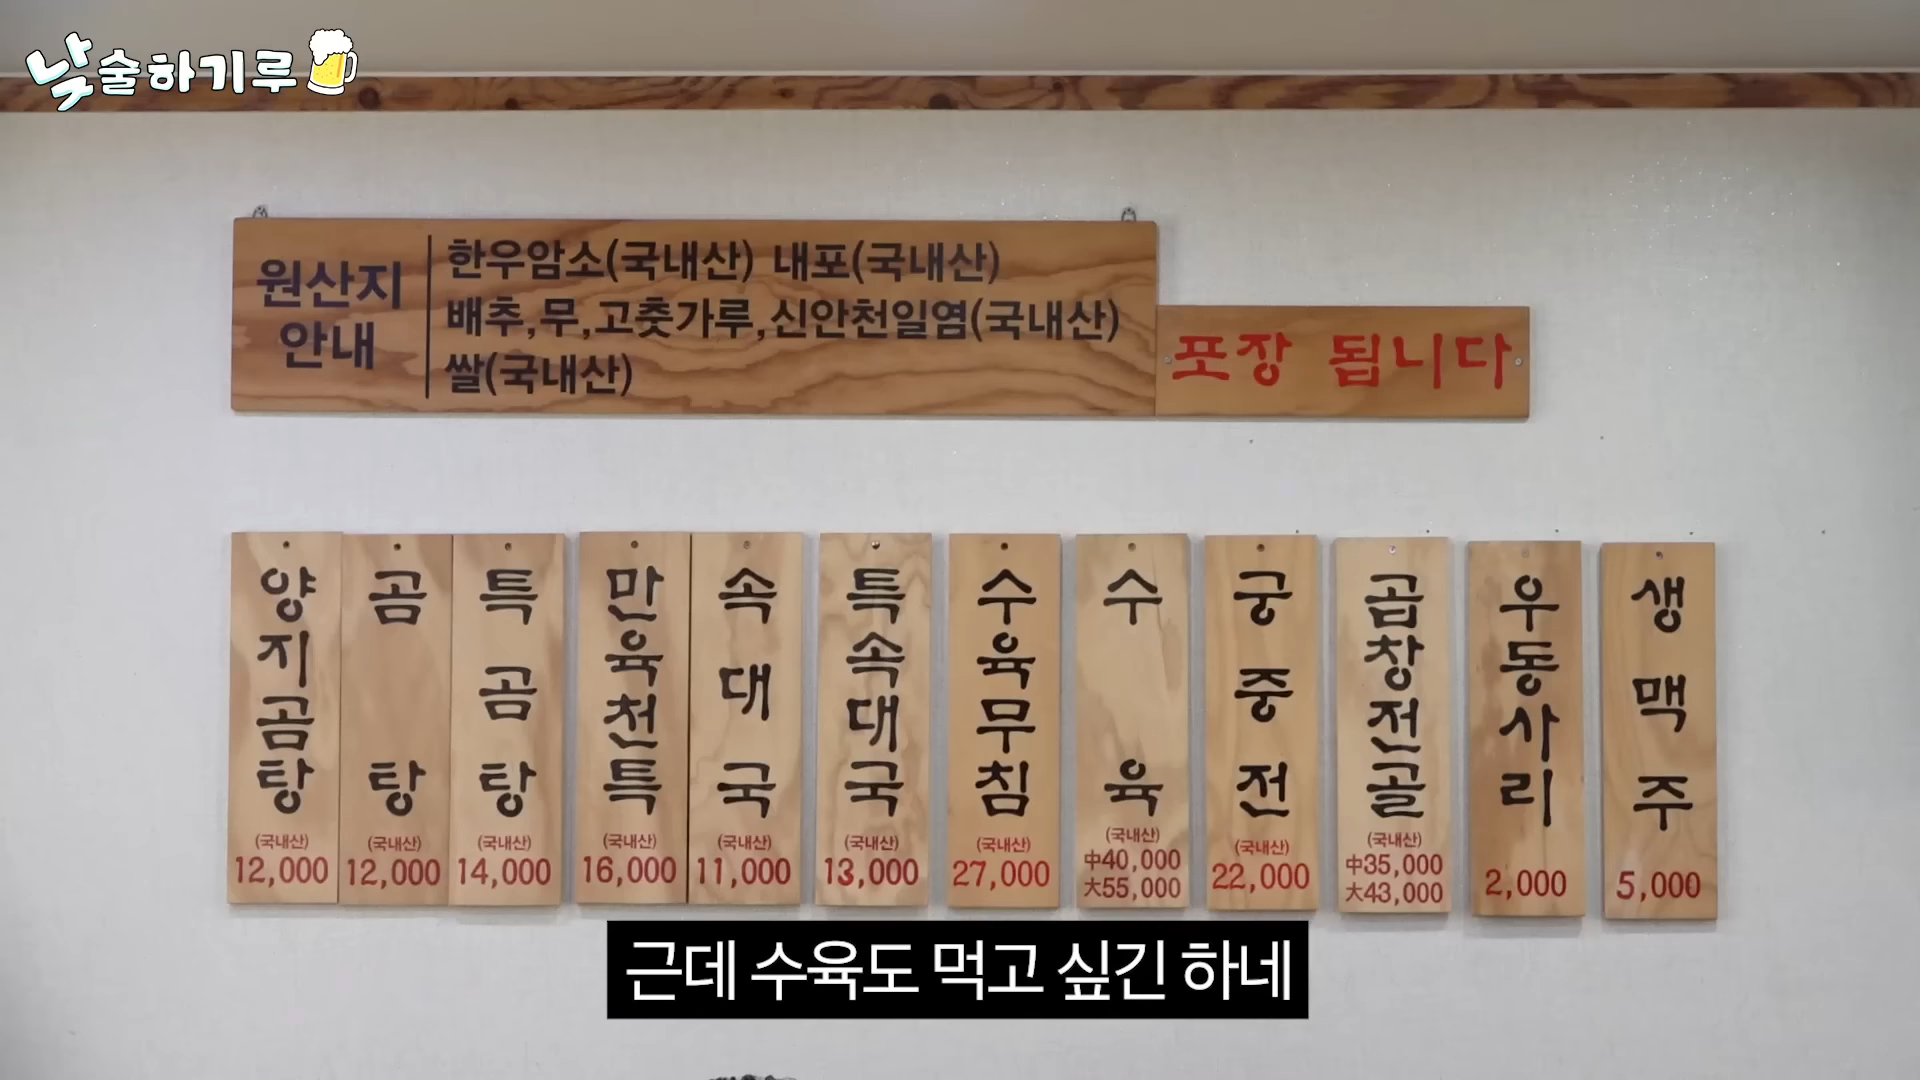 낮술하기루
원산지
안내
한우암소(국내산) 내포(국내산)
배추,무,고춧가루,신안천일염(국내산)
쌀(국내산)
포장 됩니다
양지곰탕
(국내산)
12,000
곰탕
(국내산)
12,000
특곰탕
(국내산)
14,000
만육천특
(국내산)
16,000
속대국
(국내산)
11,000
특속대국
(국내산)
13,000
수육무침
(국내산)
27,000
수육
(국내산)
中40,000
大55,000
궁중전
(국내산)
22,000
곱창전골
(국내산)
中35,000
大43,000
우동사리
2,000
생맥주
5,000
근데 수육도 먹고 싶긴 하네